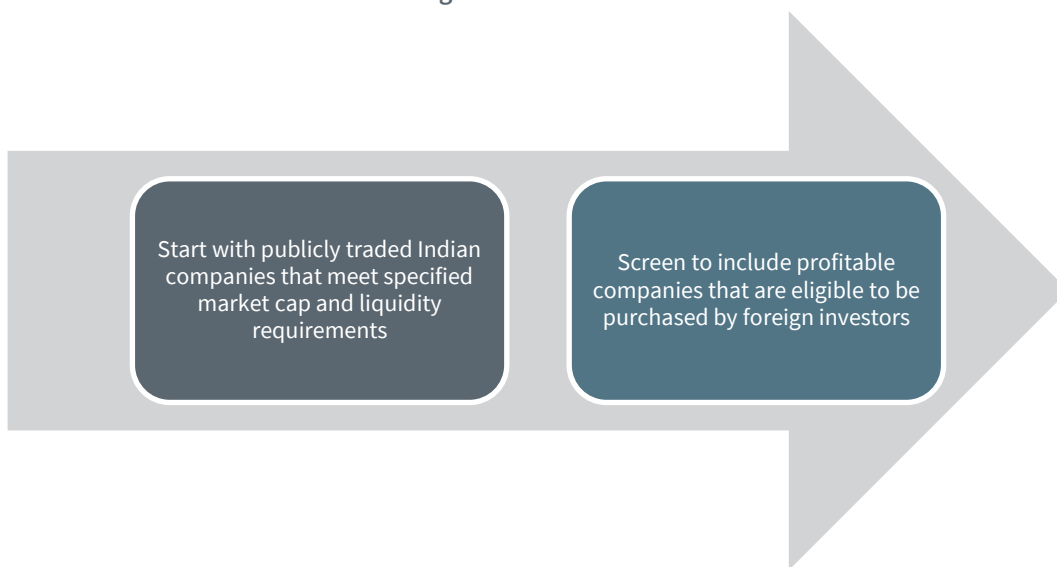 Start with publicly traded Indian
companies that meet specified
market cap and liquidity
requirements
Screen to include profitable
companies that are eligible to be
purchased by foreign investors